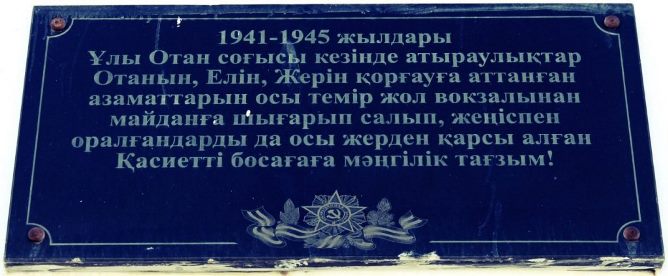 1941-1945 жылдары
Ұлы Отан соғысы кезінде атыраулықтар
Отанын, Елін, Жерін қорғауға аттанған
азаматтарын осы темір жол вокзалынан
майданға шығарып салып, жеңіспен
оралғандарды да осы жерден қарсы алған
Қасиетті босағаға мәңгілік тағзым!